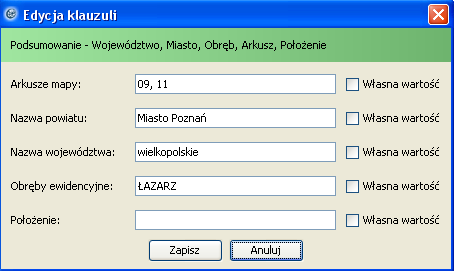 Edycja klauzuli
Podsumowanie - Województwo, Miasto, Obręb, Arkusz, Położenie
Arkusze mapy: 09, 11 Własna wartość
Nazwa powiatu: Miasto Poznań Własna wartość
Nazwa województwa: wielkopolskie Własna wartość
Obręby ewidencyjne: ŁAZARZ Własna wartość
Położenie: Własna wartość
Zapisz Anuluj